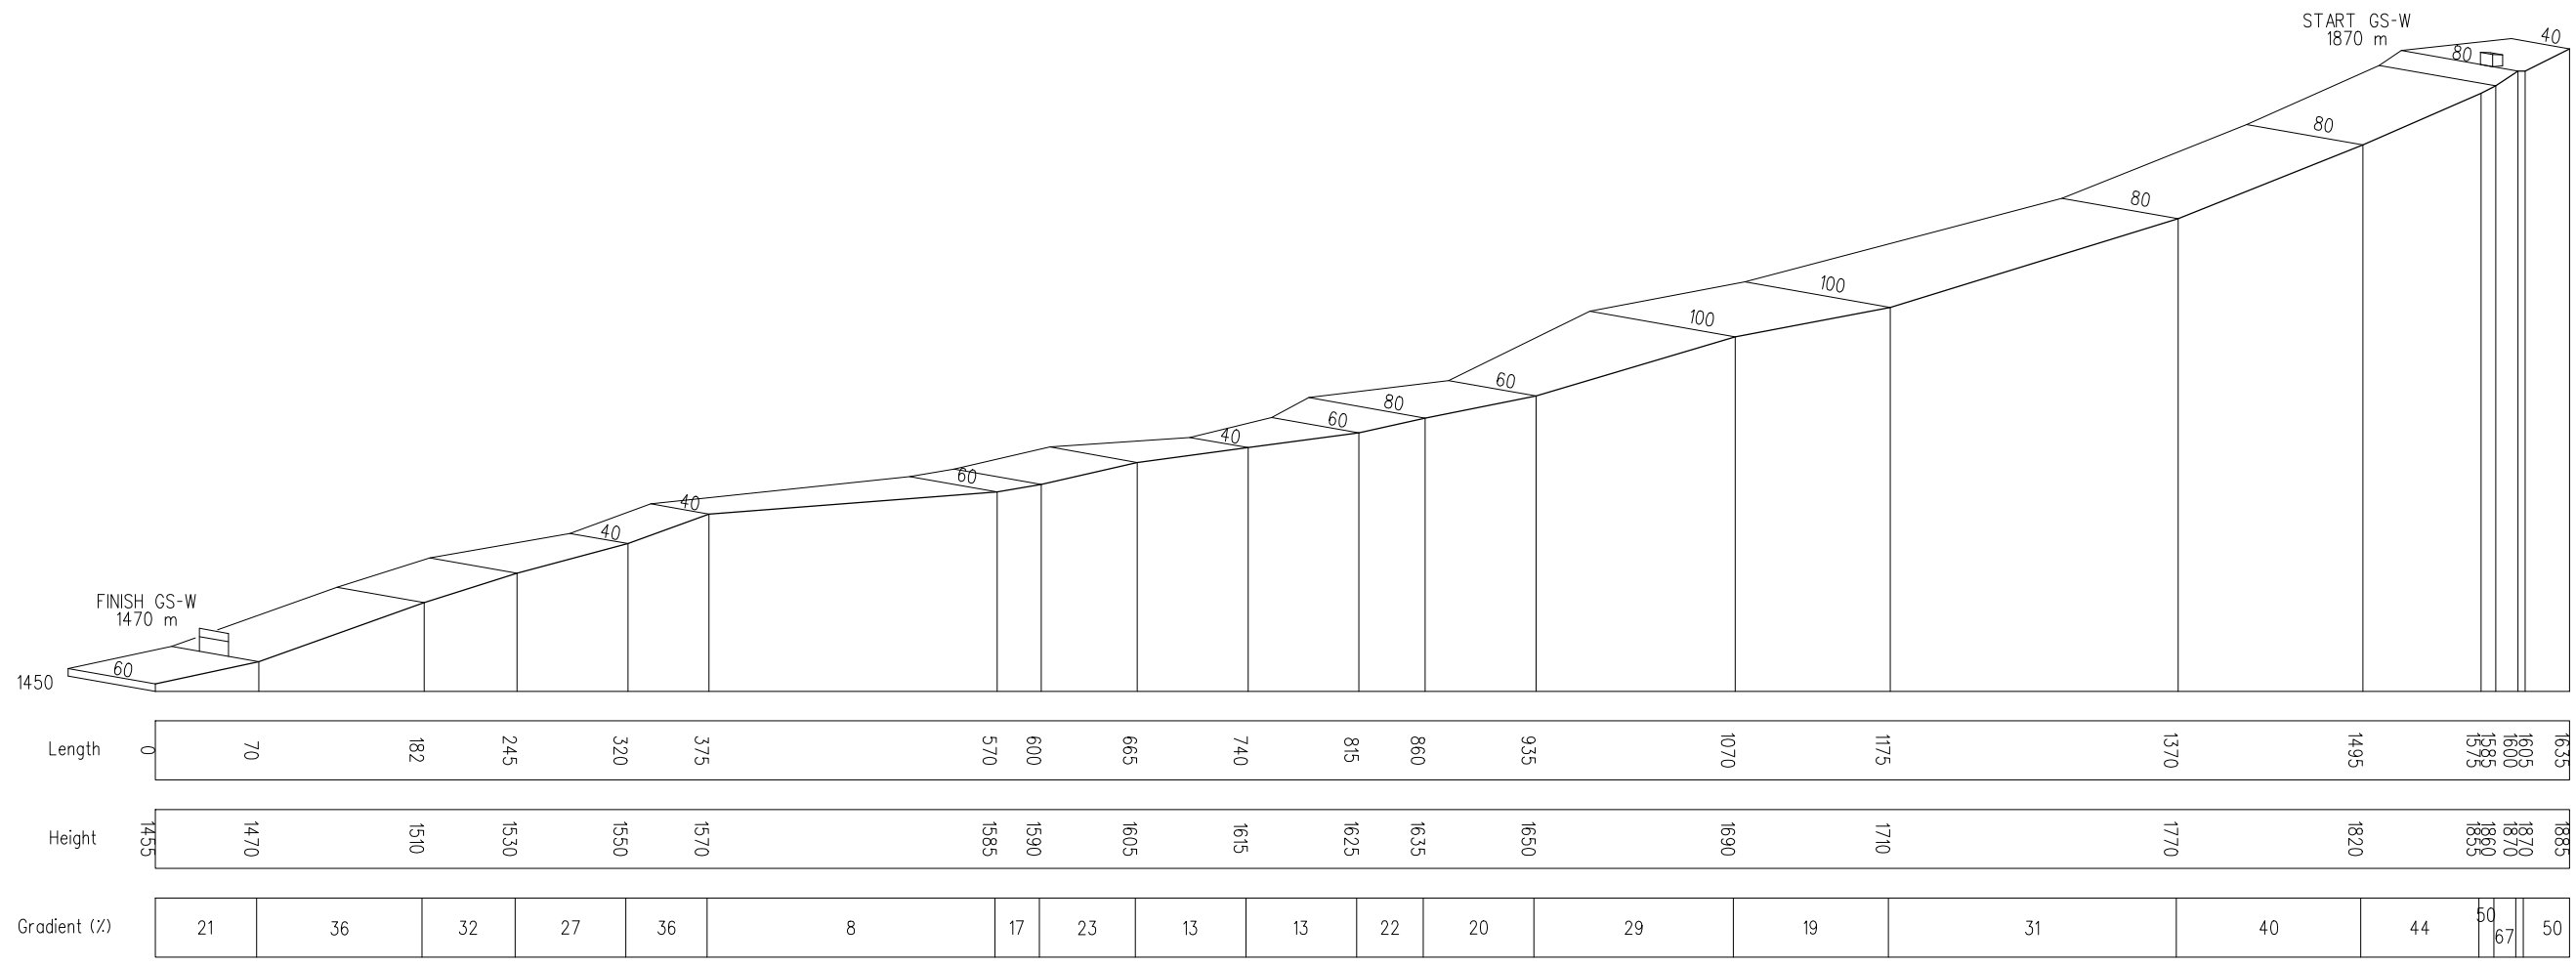 START GS-W
1870 m
40
80
80
80
100
100
60
80
60
40
60
40
40
FINISH GS-W
1470 m
60
1450
Length 0 70 182 245 320 375 570 600 665 740 815 860 935 1070 1175 1370 1495 1575 1585 1600 1605 1635
Height 1455 1470 1510 1530 1550 1570 1585 1590 1605 1615 1625 1635 1650 1690 1710 1770 1820 1855 1860 1870 1870 1885
Gradient (%) 21 36 32 27 36 8 17 23 13 13 22 20 29 19 31 40 44 50 67 50